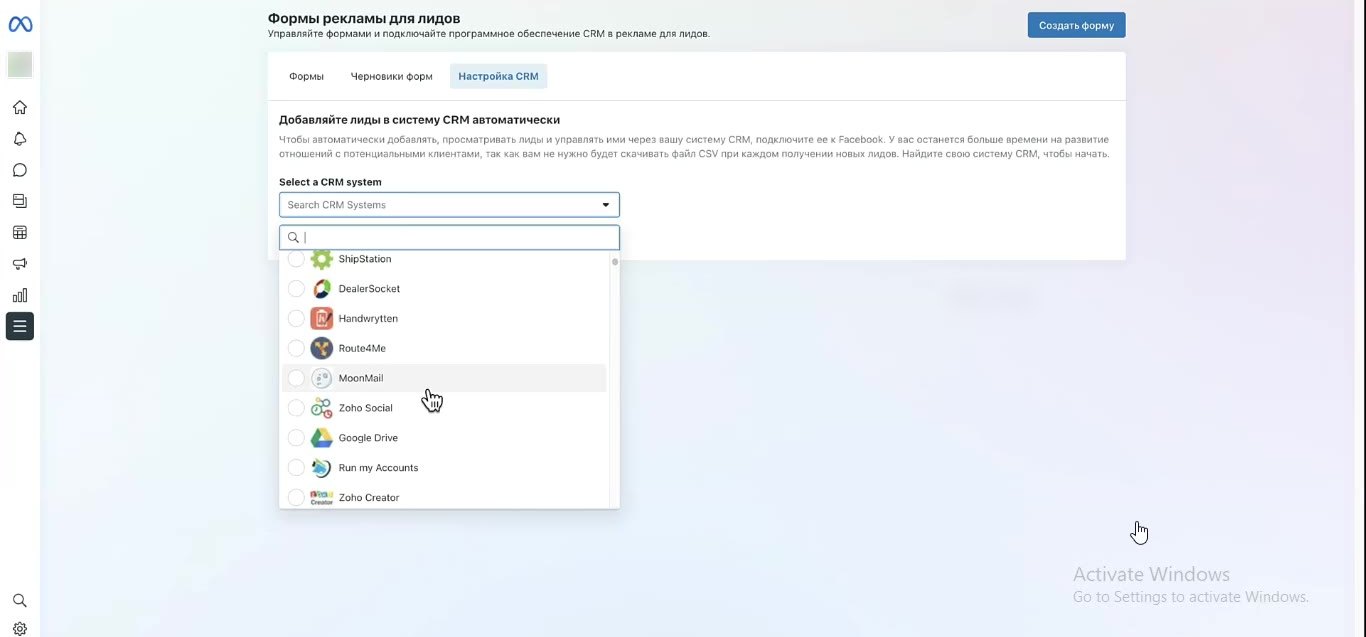 Формы рекламы для лидов
Управляйте формами и подключайте программное обеспечение CRM в рекламе для лидов.
Создать форму
Формы
Черновики форм
Настройка CRM
Добавляйте лиды в систему CRM автоматически
Чтобы автоматически добавлять, просматривать лиды и управлять ими через вашу систему CRM, подключите ее к Facebook. У вас останется больше времени на развитие
отношений с потенциальными клиентами, так как вам не нужно будет скачивать файл CSV при каждом получении новых лидов. Найдите свою систему CRM, чтобы начать.
Select a CRM system
Search CRM Systems
ShipStation
DealerSocket
Handwrytten
Route4Me
MoonMail
Zoho Social
Google Drive
Run my Accounts
Zoho Creator
Activate Windows
Go to Settings to activate Windows.